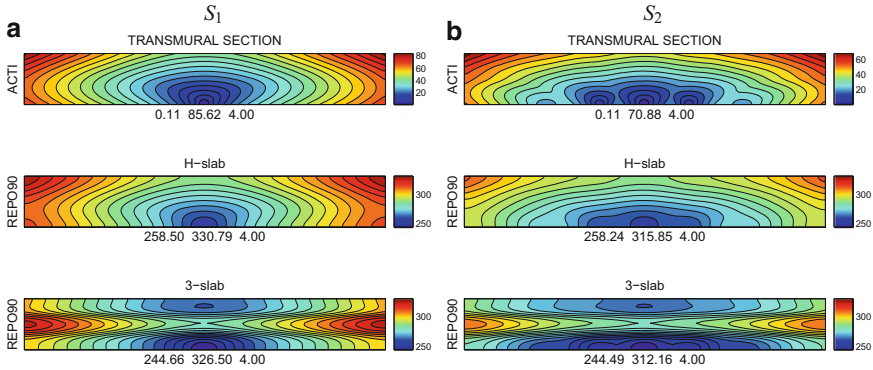 S1
a
TRANSMURAL SECTION
ACTI
80
60
40
20
0.11 85.62 4.00
H-slab
REPO90
300
250
258.50 330.79 4.00
3-slab
REPO90
300
250
244.66 326.50 4.00
S2
b
TRANSMURAL SECTION
ACTI
60
40
20
0.11 70.88 4.00
H-slab
REPO90
300
250
258.24 315.85 4.00
3-slab
REPO90
300
250
244.49 312.16 4.00